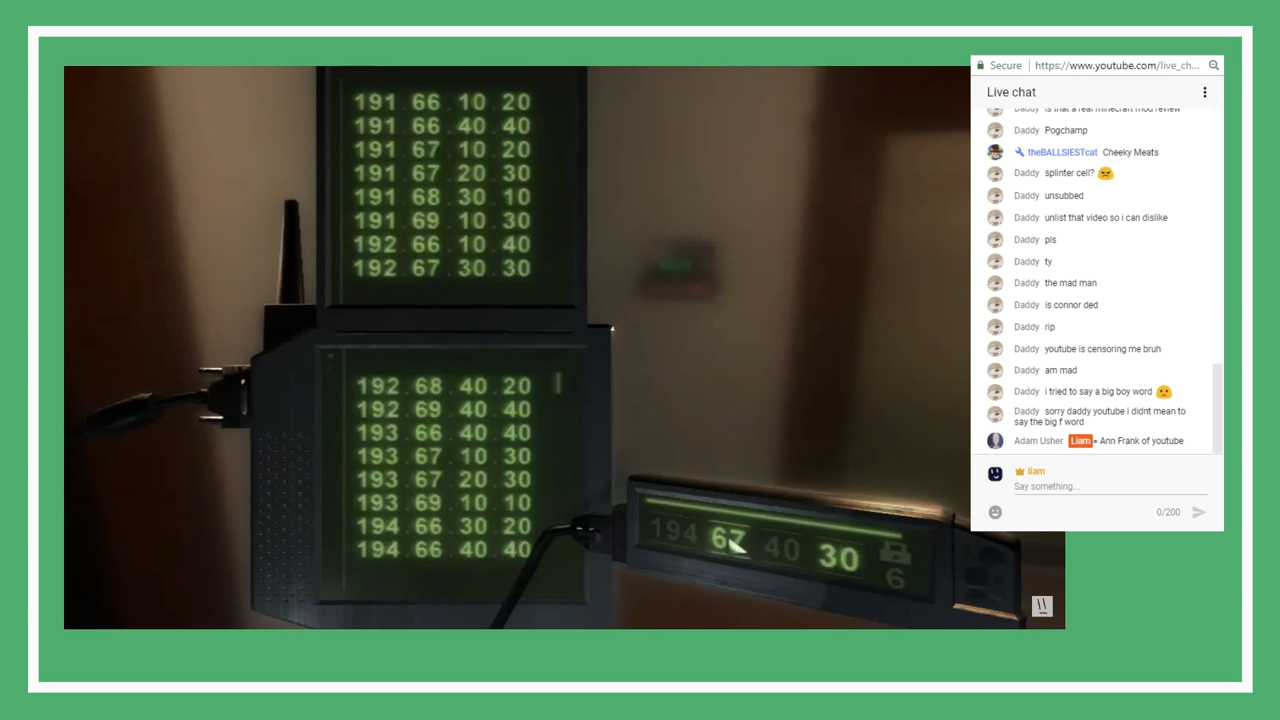 191.66.10.20
191.66.40.40
191.67.10.20
191.67.20.30
191.68.30.10
191.69.10.30
192.66.10.40
192.67.30.30
192.68.40.20
192.69.40.40
193.66.40.40
193.67.10.30
193.67.20.30
193.69.10.10
194.66.30.20
194.66.40.40
194 67 40 30
6
Secure | https://www.youtube.com/live_ch...
Live chat
Daddy is that a real minecraft mod review
Daddy Pogchamp
theBALLSIESTcat Cheeky Meats
Daddy splinter cell?
Daddy unsubbed
Daddy unlist that video so i can dislike
Daddy pls
Daddy ty
Daddy the mad man
Daddy is connor ded
Daddy rip
Daddy youtube is censoring me bruh
Daddy am mad
Daddy i tried to say a big boy word
Daddy sorry daddy youtube i didnt mean to
say the big f word
Adam Usher Liam = Ann Frank of youtube
liam
Say something...
0/200